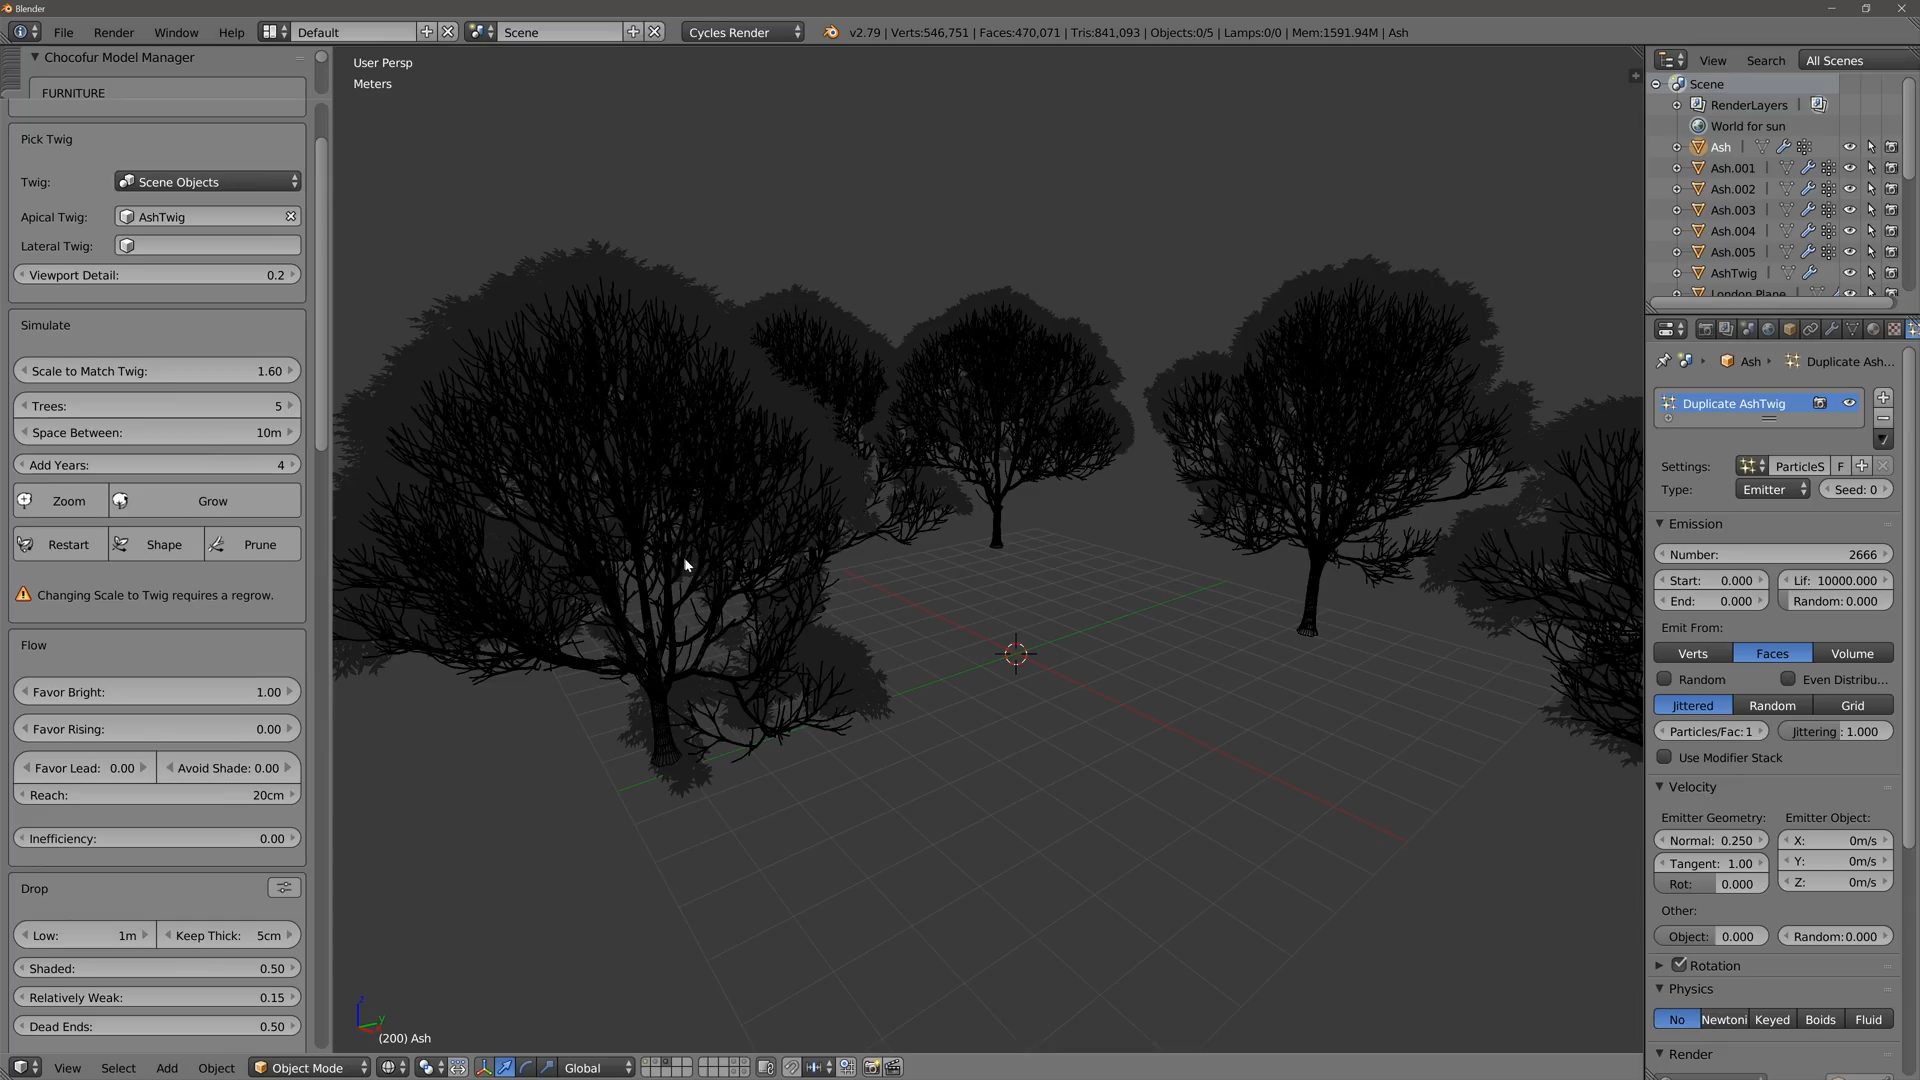 Blender
File Render Window Help Default Scene Cycles Render v2.79 | Verts:546,751 | Faces:470,071 | Tris:841,093 | Objects:0/5 | Lamps:0/0 | Mem:1591.94M | Ash
Chocofur Model Manager
FURNITURE
Pick Twig
Twig: Scene Objects
Apical Twig: AshTwig
Lateral Twig:
Viewport Detail: 0.2
Simulate
Scale to Match Twig: 1.60
Trees: 5
Space Between: 10m
Add Years: 4
Zoom Grow
Restart Shape Prune
Changing Scale to Twig requires a regrow.
Flow
Favor Bright: 1.00
Favor Rising: 0.00
Favor Lead: 0.00 Avoid Shade: 0.00
Reach: 20cm
Inefficiency: 0.00
Drop
Low: 1m Keep Thick: 5cm
Shaded: 0.50
Relatively Weak: 0.15
Dead Ends: 0.50
User Persp
Meters
z
y
(200) Ash
View Select Add Object Object Mode Global
View Search All Scenes
Scene
RenderLayers
World for sun
Ash
Ash.001
Ash.002
Ash.003
Ash.004
Ash.005
AshTwig
London Plane
Ash Duplicate Ash...
Duplicate AshTwig
Settings: ParticleS F
Type: Emitter Seed: 0
Emission
Number: 2666
Start: 0.000 Lif: 10000.000
End: 0.000 Random: 0.000
Emit From:
Verts Faces Volume
Random Even Distribu...
Jittered Random Grid
Particles/Fac: 1 Jittering : 1.000
Use Modifier Stack
Velocity
Emitter Geometry: Emitter Object:
Normal: 0.250 X: 0m/s
Tangent: 1.00 Y: 0m/s
Rot: 0.000 Z: 0m/s
Other:
Object: 0.000 Random: 0.000
Rotation
Physics
No Newtoni Keyed Boids Fluid
Render